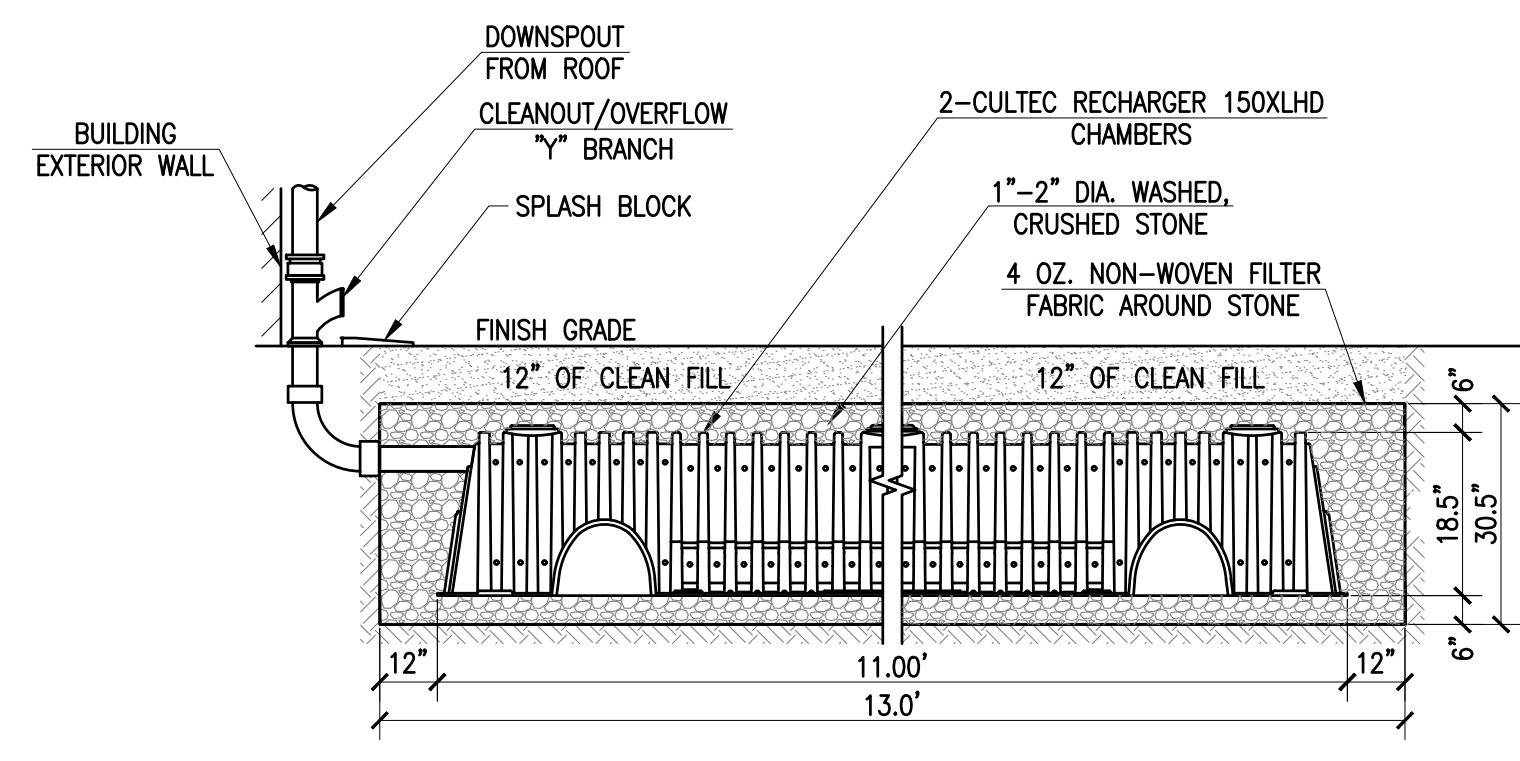 DOWNSPOUT
FROM ROOF
CLEANOUT/OVERFLOW
"Y" BRANCH
BUILDING
EXTERIOR WALL
SPLASH BLOCK
2-CULTEC RECHARGER 150XLHD
CHAMBERS
1"-2" DIA. WASHED,
CRUSHED STONE
4 OZ. NON-WOVEN FILTER
FABRIC AROUND STONE
FINISH GRADE
12" OF CLEAN FILL
12" OF CLEAN FILL
6"
18.5"
30.5"
6"
12"
11.00'
12"
13.0'